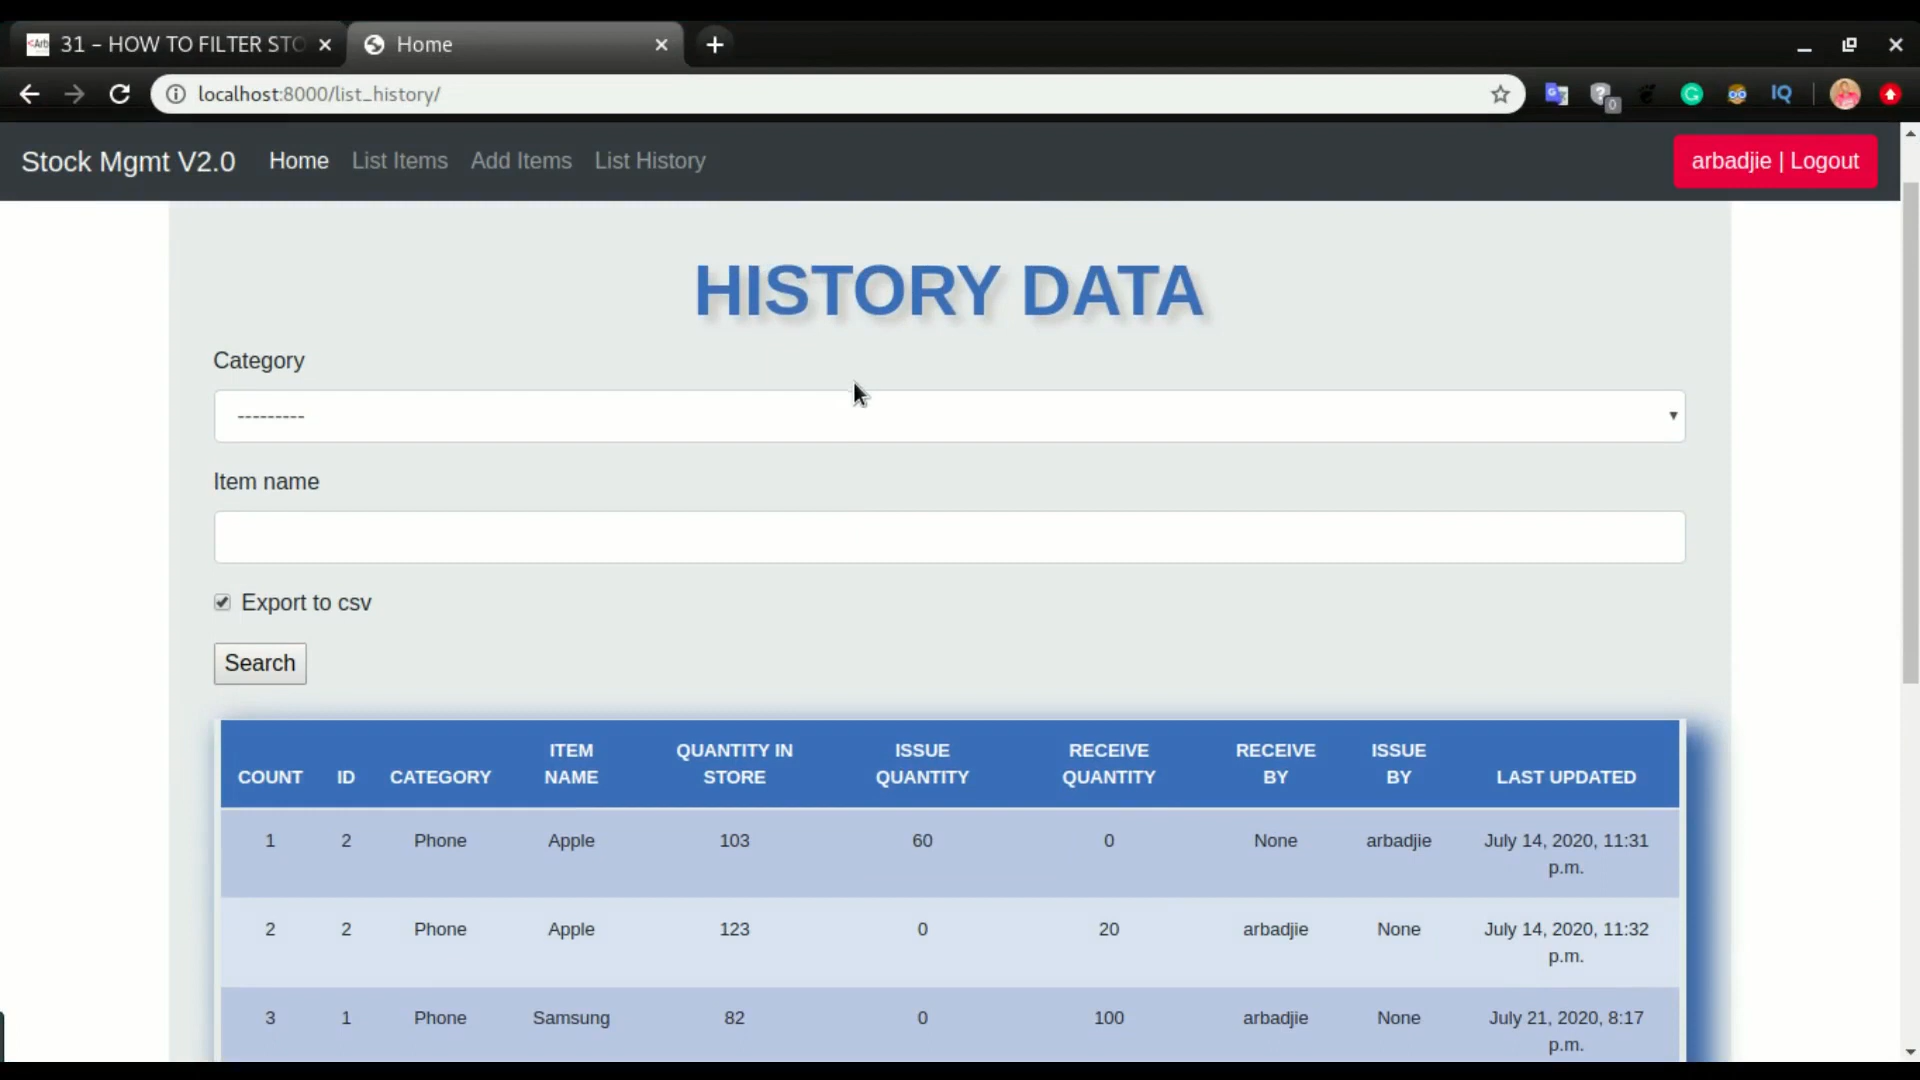 <Arb 31 – HOW TO FILTER STO
Home
localhost:8000/list_history/
0
IQ
Stock Mgmt V2.0 Home List Items Add Items List History arbadjie | Logout
HISTORY DATA
Category
---------
Item name
Export to csv
Search
COUNT ID CATEGORY ITEM NAME QUANTITY IN STORE ISSUE QUANTITY RECEIVE QUANTITY RECEIVE BY ISSUE BY LAST UPDATED
1 2 Phone Apple 103 60 0 None arbadjie July 14, 2020, 11:31 p.m.
2 2 Phone Apple 123 0 20 arbadjie None July 14, 2020, 11:32 p.m.
3 1 Phone Samsung 82 0 100 arbadjie None July 21, 2020, 8:17 p.m.